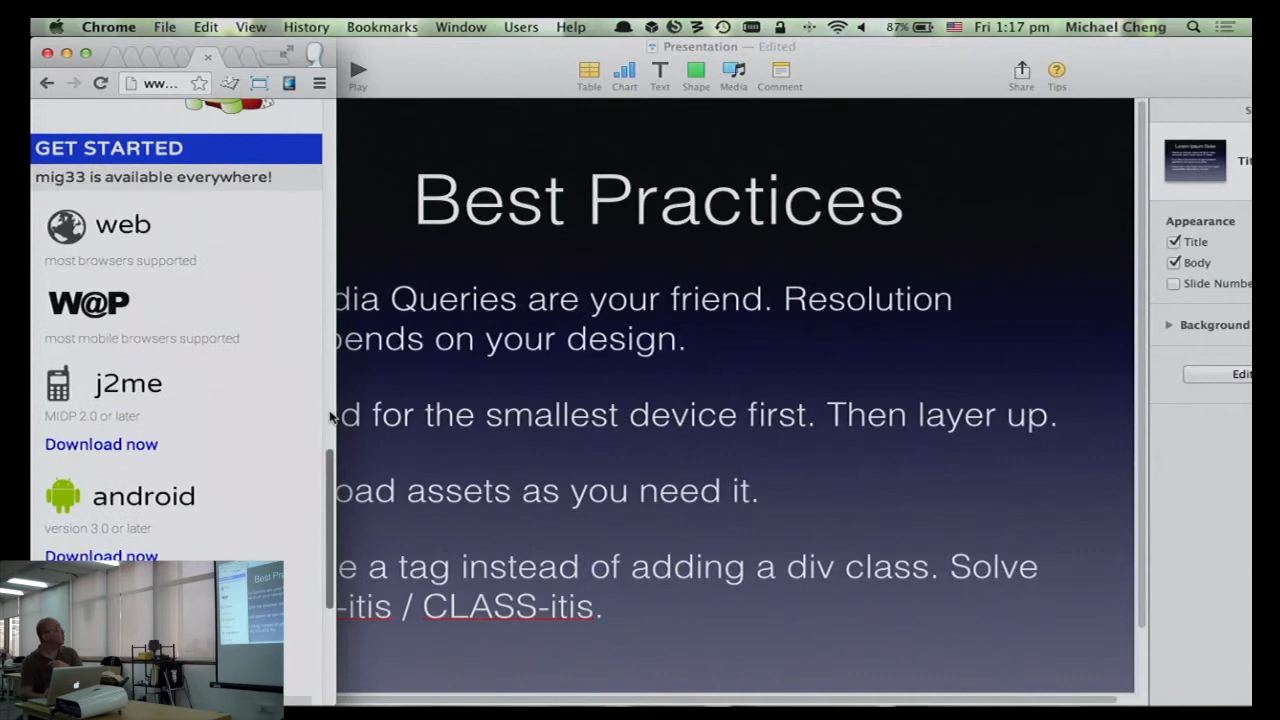 Chrome File Edit View History Bookmarks Window Users Help 87% Fri 1:17 pm Michael Cheng
Presentation — Edited
www...
Play Table Chart Text Shape Media Comment Share Tips
GET STARTED
mig33 is available everywhere!
web
most browsers supported
W@P
most mobile browsers supported
j2me
MIDP 2.0 or later
Download now
android
version 3.0 or later
Download now
Best Practices
dia Queries are your friend. Resolution
pends on your design.
d for the smallest device first. Then layer up.
oad assets as you need it.
e a tag instead of adding a div class. Solve
-itis / CLASS-itis.
Appearance
Title
Body
Slide Numbe
Background
Edi